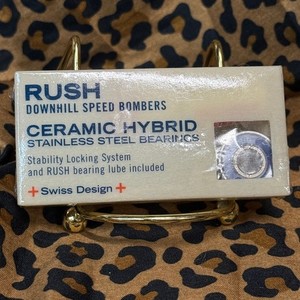 RUSH
DOWNHILL SPEED BOMBERS
CERAMIC HYBRID
STAINLESS STEEL BEARINGS
Stability Locking System
and RUSH bearing lube included
+ Swiss Design +